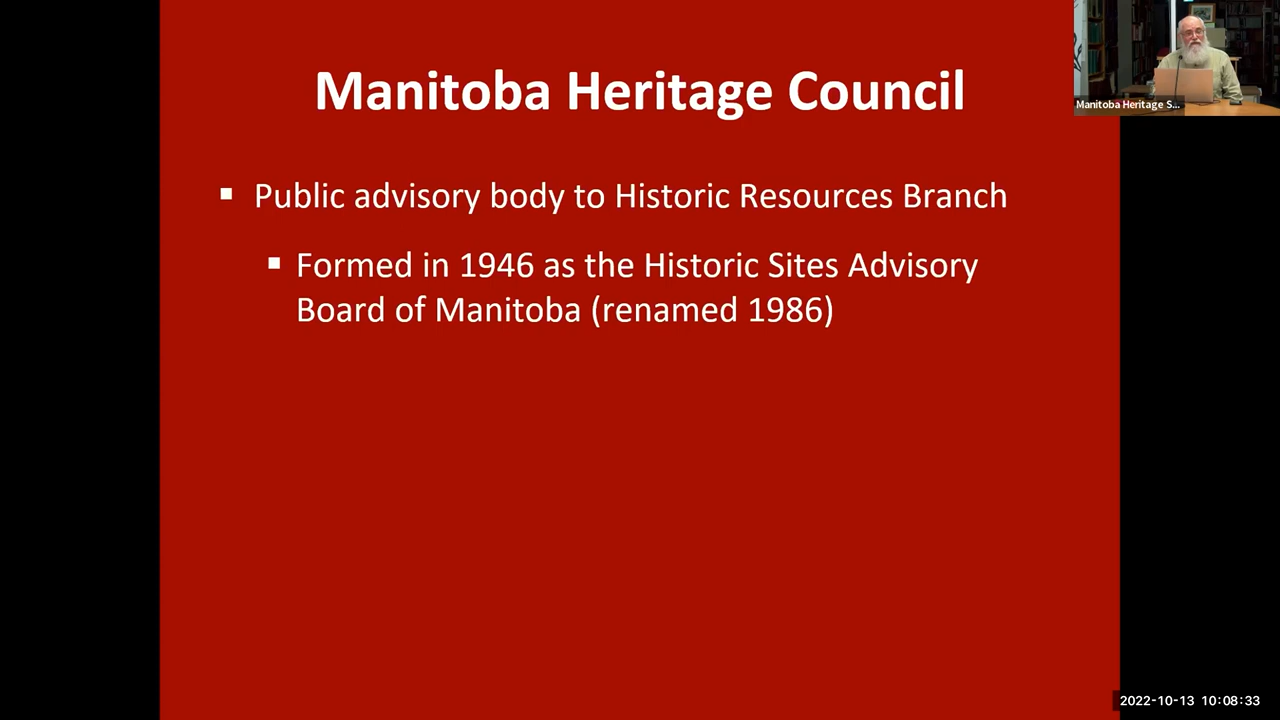 Manitoba Heritage Council
Manitoba Heritage S...
▪ Public advisory body to Historic Resources Branch
▪ Formed in 1946 as the Historic Sites Advisory
Board of Manitoba (renamed 1986)
2022-10-13 10:08:33